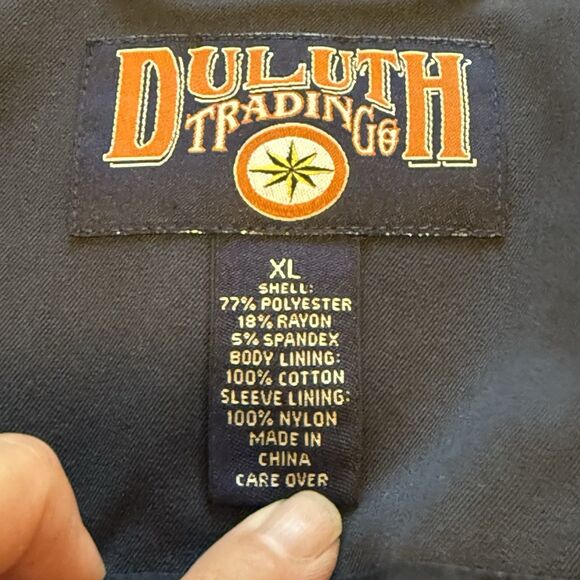 DULUTH
TRADING Co
XL
SHELL:
77% POLYESTER
18% RAYON
5% SPANDEX
BODY LINING:
100% COTTON
SLEEVE LINING:
100% NYLON
MADE IN
CHINA
CARE OVER